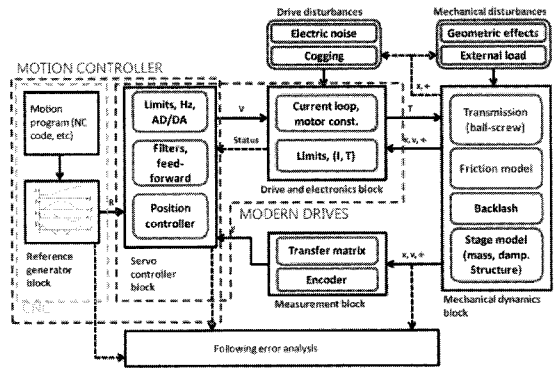 Drive disturbances
Electric noise
Cogging
Mechanical disturbances
Geometric effects
External load
MOTION CONTROLLER
Motion
program (NC
code, etc)
Reference
generator
block
CNC
R
Limits, Hz,
AD/DA
Filters,
feed-
forward
Position
controller
Servo
controller
block
V
Status
Current loop,
motor const.
Limits, (I, T)
Drive and electronics block
MODERN DRIVES
T
x, +
x, v, +
Transmission
(ball-screw)
Friction model
Backlash
Stage model
(mass, damp.
Structure)
Mechanical dynamics
block
Transfer matrix
Encoder
Measurement block
x, v, +
Following error analysis